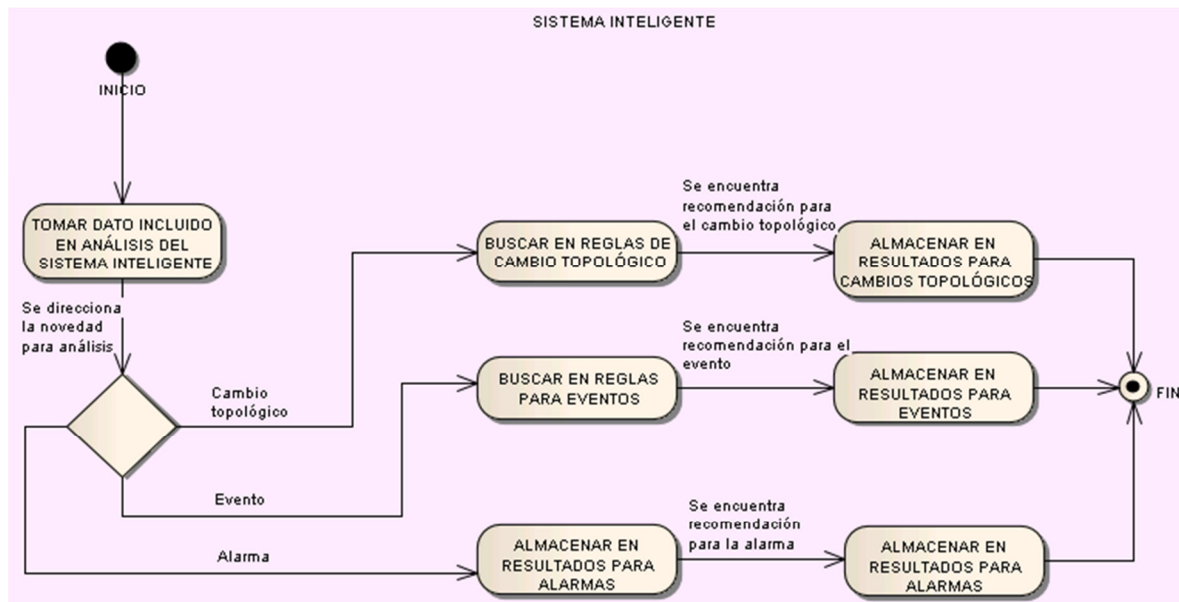 SISTEMA INTELIGENTE
INICIO
TOMAR DATO INCLUIDO
EN ANÁLISIS DEL
SISTEMA INTELIGENTE
Se direcciona
la novedad
para análisis
Cambio
topológico
Evento
Alarma
BUSCAR EN REGLAS DE
CAMBIO TOPOLÓGICO
Se encuentra
recomendación para
el cambio topológico
ALMACENAR EN
RESULTADOS PARA
CAMBIOS TOPOLÓGICOS
BUSCAR EN REGLAS
PARA EVENTOS
Se encuentra
recomendación para el
evento
ALMACENAR EN
RESULTADOS PARA
EVENTOS
FIN
ALMACENAR EN
RESULTADOS PARA
ALARMAS
Se encuentra
recomendación
para la alarma
ALMACENAR EN
RESULTADOS PARA
ALARMAS